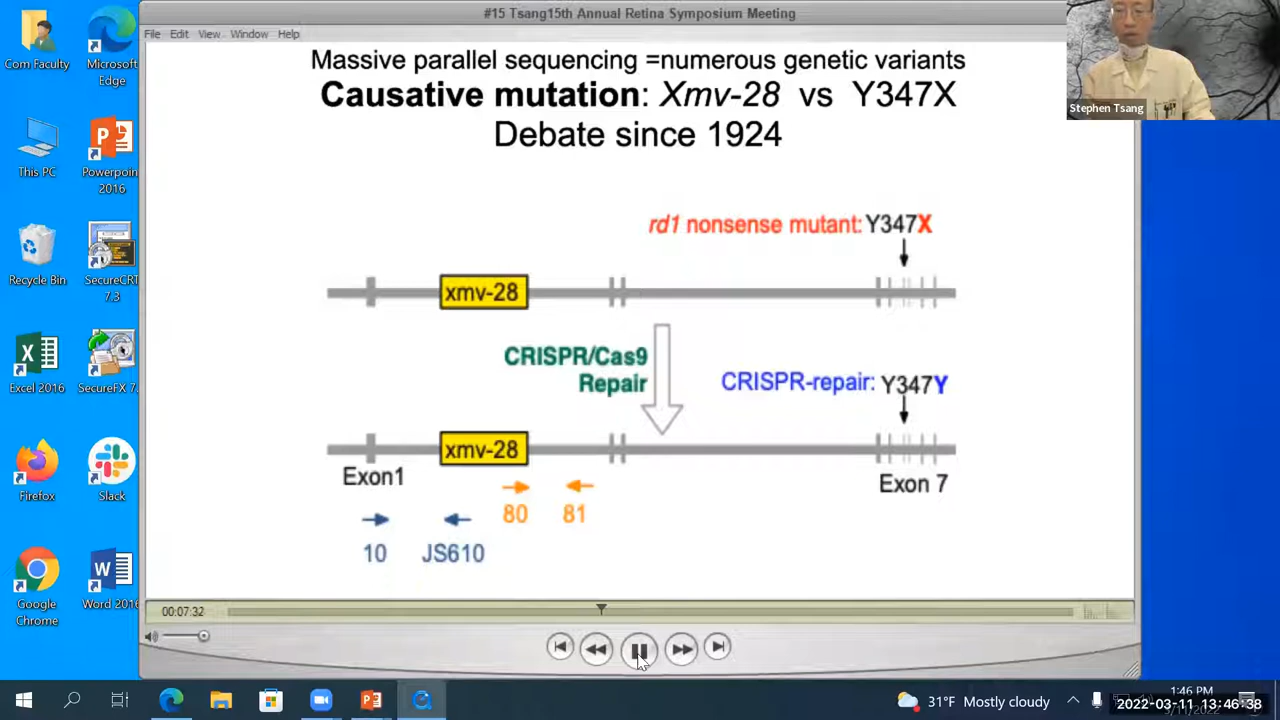 #15 Tsang15th Annual Retina Symposium Meeting
File Edit View Window Help
Massive parallel sequencing =numerous genetic variants
Causative mutation: Xmv-28 vs Y347X
Debate since 1924
rd1 nonsense mutant: Y347X
xmv-28
CRISPR/Cas9
Repair
CRISPR-repair: Y347Y
xmv-28
Exon1
Exon 7
80
81
10
JS610
00:07:32
Stephen Tsang
Com Faculty
Microsoft
Edge
This PC
Powerpoin
2016
Recycle Bin
SecureCRT
7.3
Excel 2016
SecureFX 7.
Firefox
Slack
Google
Chrome
Word 2016
31°F Mostly cloudy
1:46 PM
2022-03-11 13:46:38